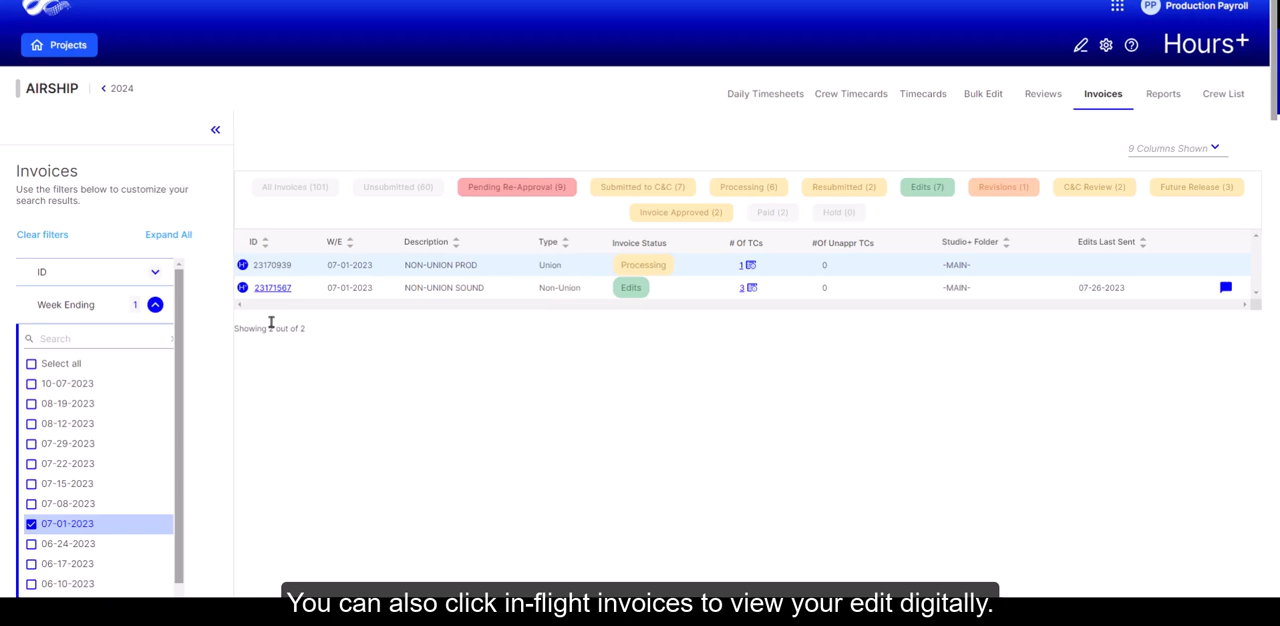 PP Production Payroll
Projects
Hours+
AIRSHIP
2024
Daily Timesheets Crew Timecards Timecards Bulk Edit Reviews Invoices Reports Crew List
9 Columns Shown
Invoices
Use the filters below to customize your
search results.
Clear filters Expand All
ID
Week Ending 1
Search
Select all
10-07-2023
08-19-2023
08-12-2023
07-29-2023
07-22-2023
07-15-2023
07-08-2023
07-01-2023
06-24-2023
06-17-2023
06-10-2023
All Invoices (101) Unsubmitted (60) Pending Re-Approval (9) Submitted to C&C (7) Processing (6) Resubmitted (2) Edits (7) Revisions (1) C&C Review (2) Future Release (3)
Invoice Approved (2) Paid (2) Hold (0)
ID W/E Description Type Invoice Status # Of TCs #Of Unappr TCs Studio+ Folder Edits Last Sent
H+ 23170939 07-01-2023 NON-UNION PROD Union Processing 1 0 -MAIN-
H+ 23171567 07-01-2023 NON-UNION SOUND Non-Union Edits 3 0 -MAIN- 07-26-2023
Showing 2 out of 2
You can also click in-flight invoices to view your edit digitally.